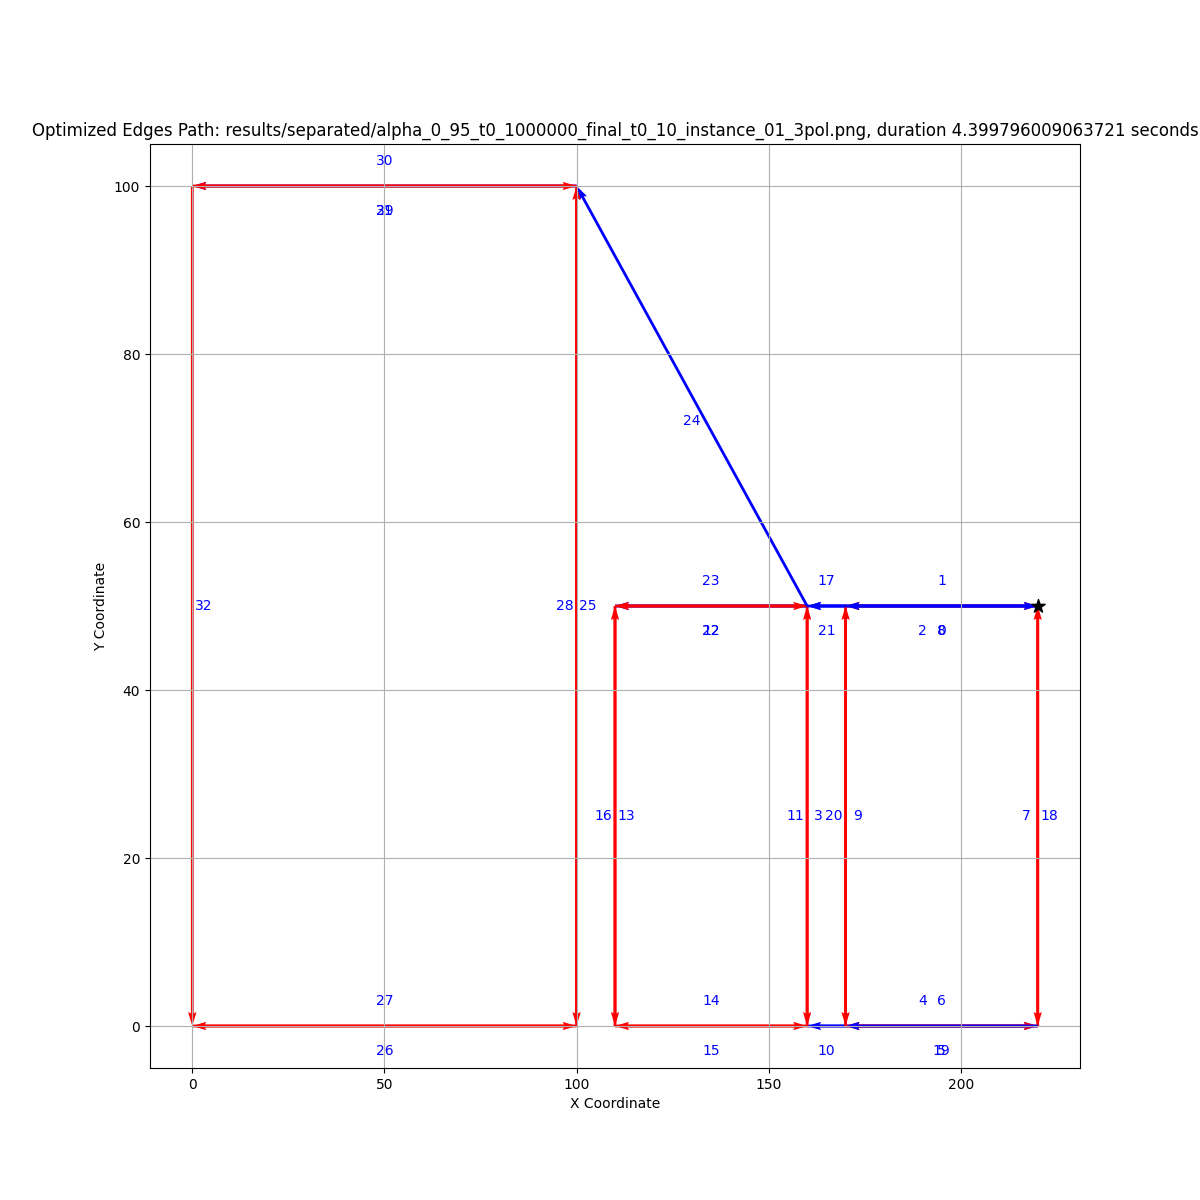 Optimized Edges Path: results/separated/alpha_0_95_t0_1000000_final_t0_10_instance_01_3pol.png, duration 4.399796009063721 seconds
30
100
80
24
60
Y Coordinate
23 17 1
32 28 25
21 2
40
20
16 13 11 3 20 9 7 18
27 14 4 6
0
26 15 10
0 50 100 150 200
X Coordinate